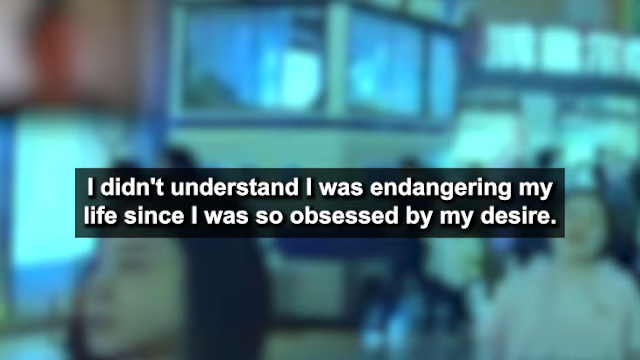 I didn't understand I was endangering my
life since I was so obsessed by my desire.